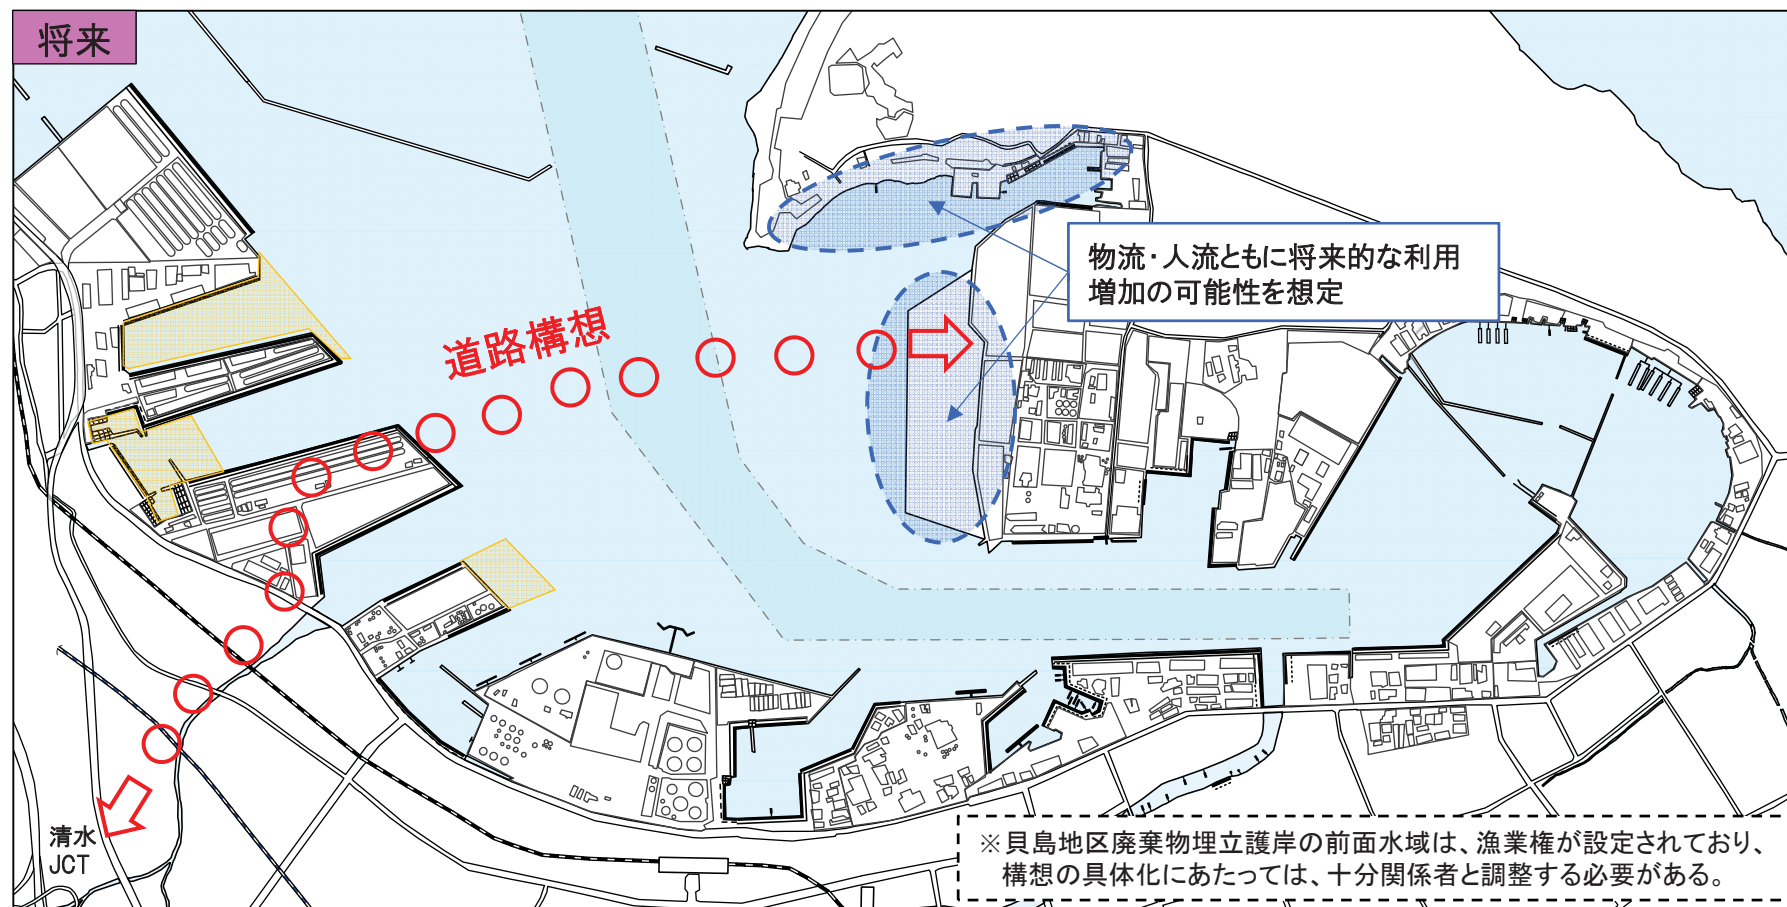 将来
物流・人流ともに将来的な利用
増加の可能性を想定
道路構想
清水
JCT
※貝島地区廃棄物埋立護岸の前面水域は、漁業権が設定されており、
構想の具体化にあたっては、十分関係者と調整する必要がある。